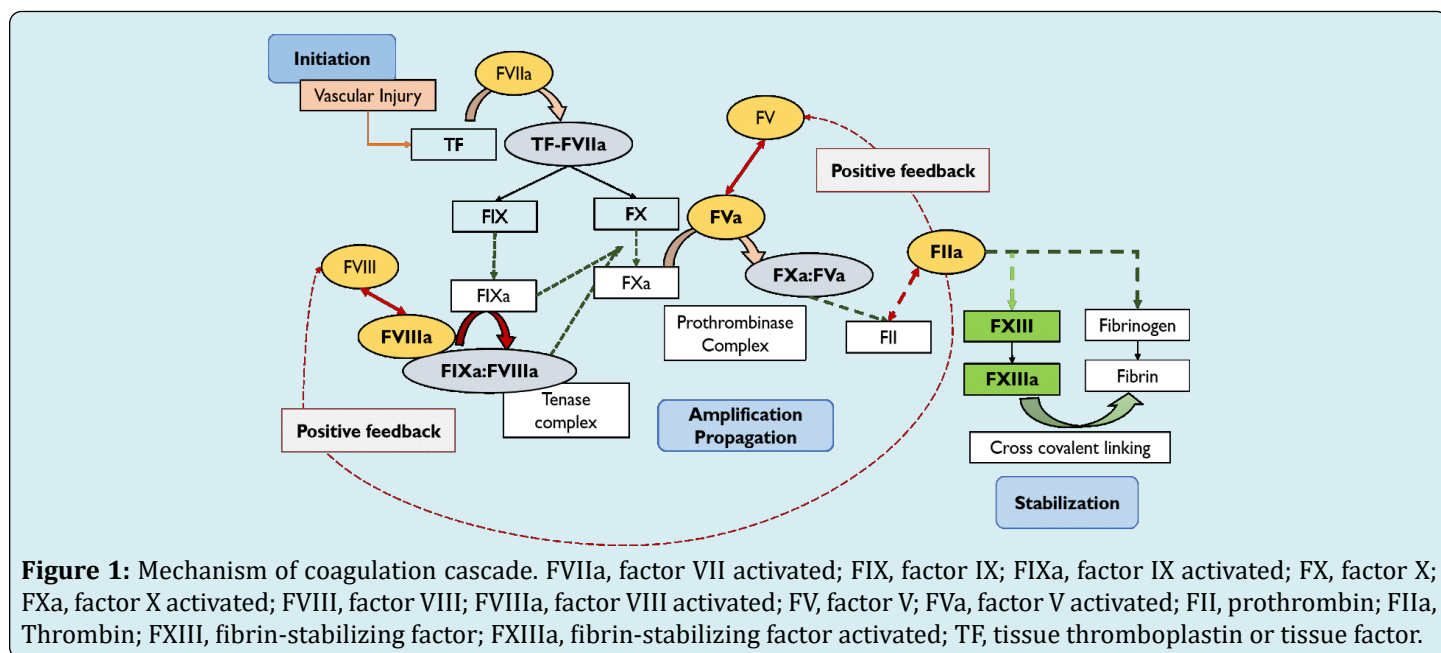 Initiation
Vascular Injury
FVIIa
TF
TF-FVIIa
FV
Positive feedback
FIX
FX
FVa
FVIII
FIXa
FXa
FXa:FVa
FIIa
FVIIIa
FIXa:FVIIIa
Prothrombinase
Complex
FII
FXIII
Fibrinogen
FXIIIa
Fibrin
Tenase
complex
Positive feedback
Amplification
Propagation
Cross covalent linking
Stabilization
Figure 1: Mechanism of coagulation cascade. FVIIa, factor VII activated; FIX, factor IX; FIXa, factor IX activated; FX, factor X;
FXa, factor X activated; FVIII, factor VIII; FVIIIa, factor VIII activated; FV, factor V; FVa, factor V activated; FII, prothrombin; FIIa,
Thrombin; FXIII, fibrin-stabilizing factor; FXIIIa, fibrin-stabilizing factor activated; TF, tissue thromboplastin or tissue factor.